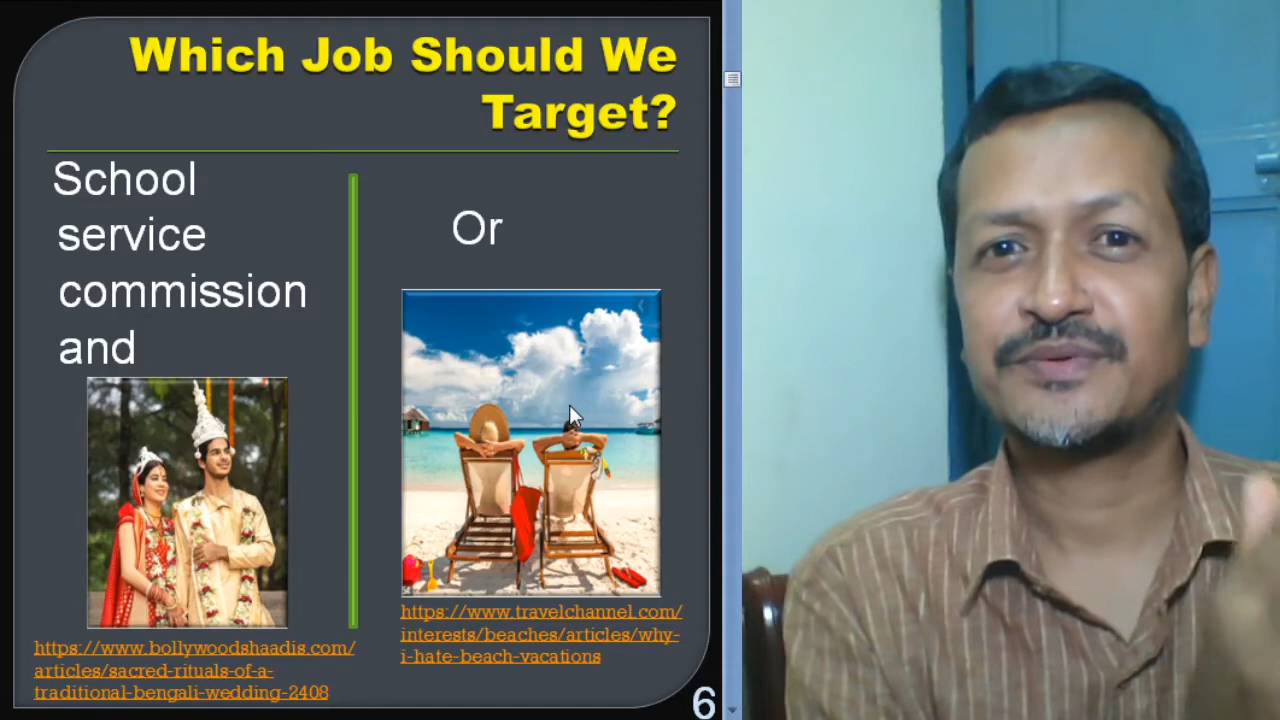 Which Job Should We
Target?
School
service
commission
and
Or
https://www.bollywoodshaadis.com/
articles/sacred-rituals-of-a-
traditional-bengali-wedding-2408
https://www.travelchannel.com/
interests/beaches/articles/why-
i-hate-beach-vacations
6